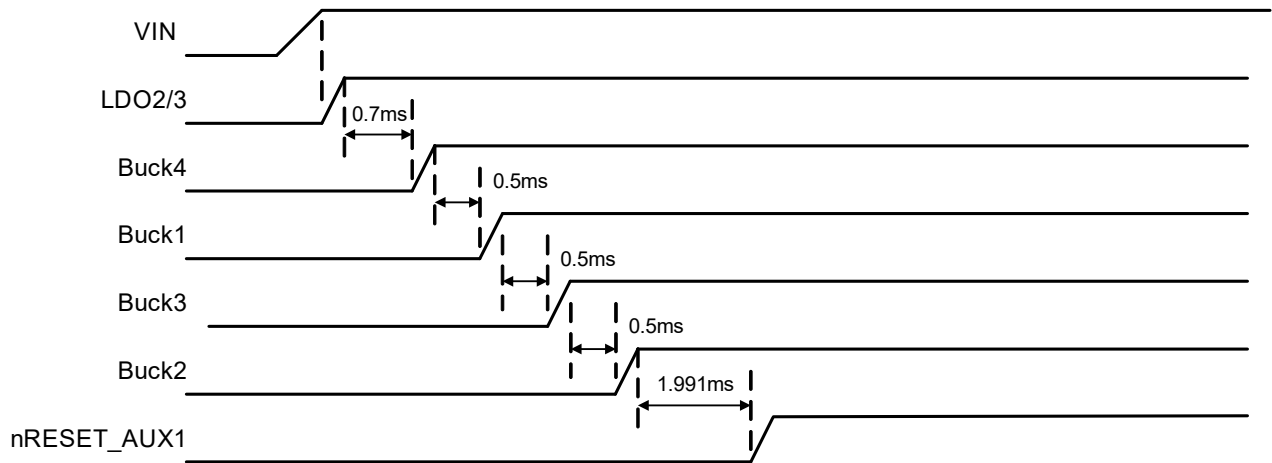 VIN
LDO2/3
0.7ms
Buck4
0.5ms
Buck1
0.5ms
Buck3
0.5ms
Buck2
1.991ms
nRESET_AUX1